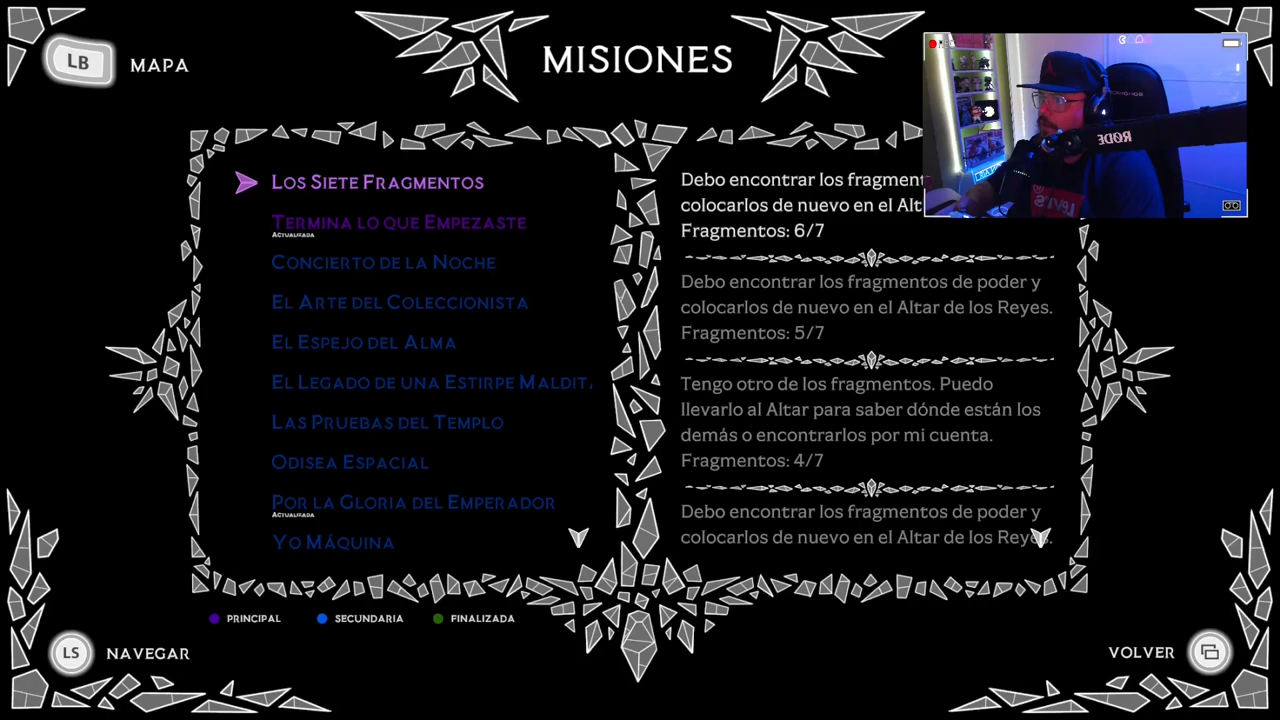 LB MAPA
MISIONES
LOS SIETE FRAGMENTOS
TERMINA LO QUE EMPEZASTE
ACTUALIZADA
CONCIERTO DE LA NOCHE
EL ARTE DEL COLECCIONISTA
EL ESPEJO DEL ALMA
EL LEGADO DE UNA ESTIRPE MALDIT
LAS PRUEBAS DEL TEMPLO
ODISEA ESPACIAL
POR LA GLORIA DEL EMPERADOR
ACTUALIZADA
YO MÁQUINA
Debo encontrar los fragment
colocarlos de nuevo en el Alt
Fragmentos: 6/7
Debo encontrar los fragmentos de poder y
colocarlos de nuevo en el Altar de los Reyes.
Fragmentos: 5/7
Tengo otro de los fragmentos. Puedo
llevarlo al Altar para saber dónde están los
demás o encontrarlos por mi cuenta.
Fragmentos: 4/7
Debo encontrar los fragmentos de poder y
colocarlos de nuevo en el Altar de los Reyes.
RØDE
PRINCIPAL
SECUNDARIA
FINALIZADA
LS NAVEGAR
VOLVER